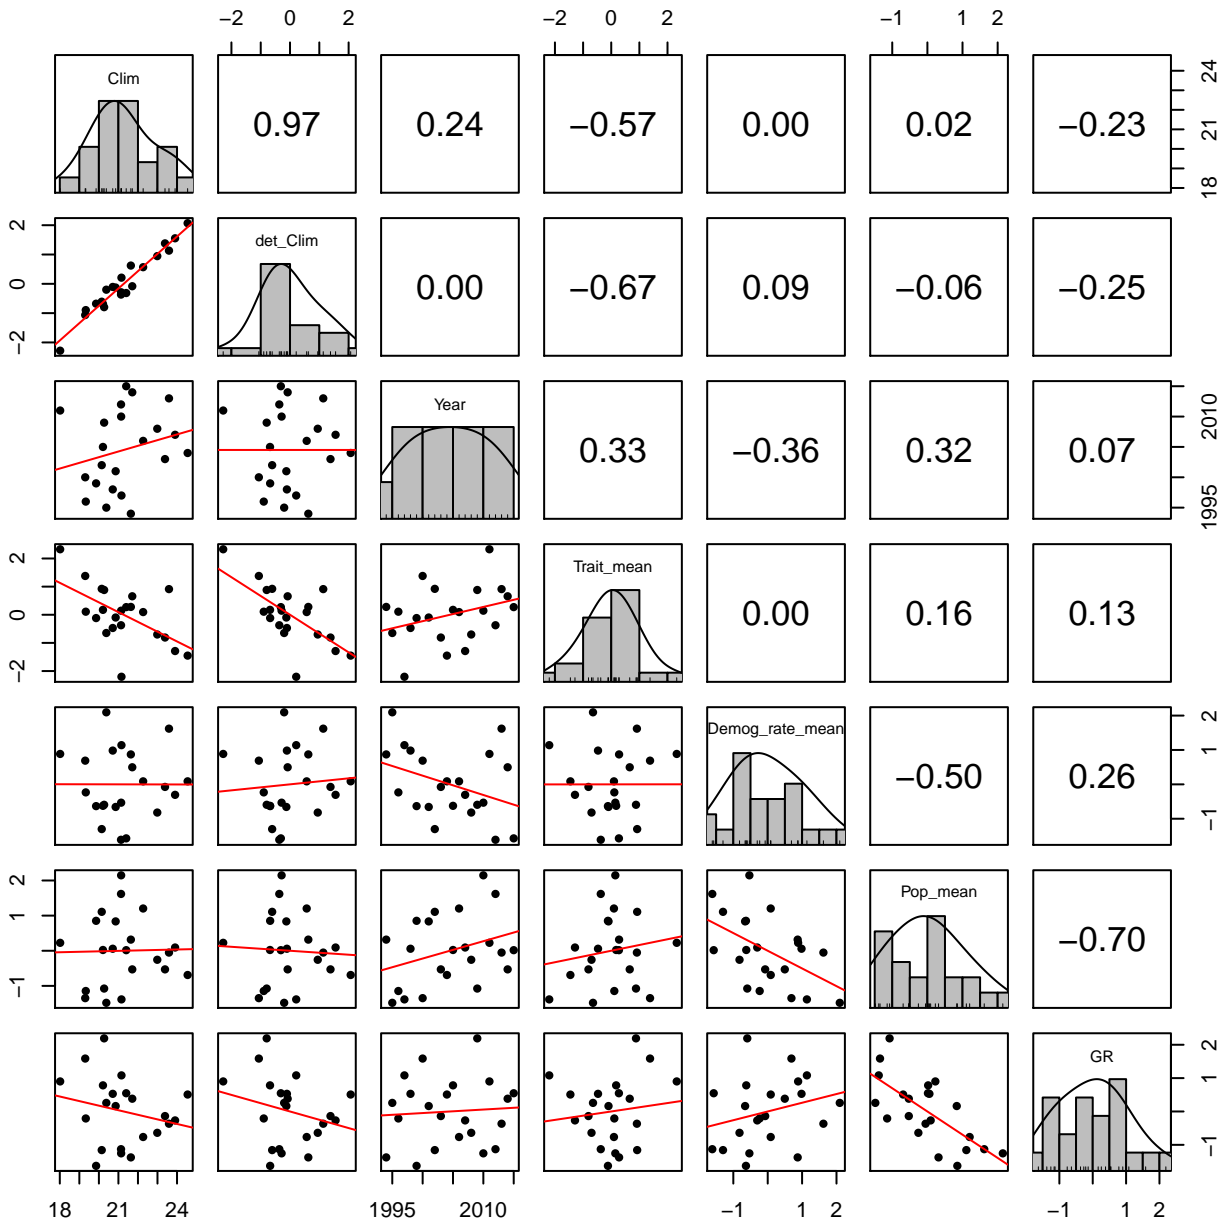 −2 0 2 −2 0 2 −1 1 2
Clim 0.97 0.24 −0.57 0.00 0.02 −0.23 18 21 24
−2 0 2 det_Clim 0.00 −0.67 0.09 −0.06 −0.25
Year 0.33 −0.36 0.32 0.07 1995 2010
−2 0 2 Trait_mean 0.00 0.16 0.13
Demog_rate_mean −0.50 0.26 −1 1 2
−1 1 2 Pop_mean −0.70
GR −1 1 2
18 21 24 1995 2010 −1 1 2 −1 1 2